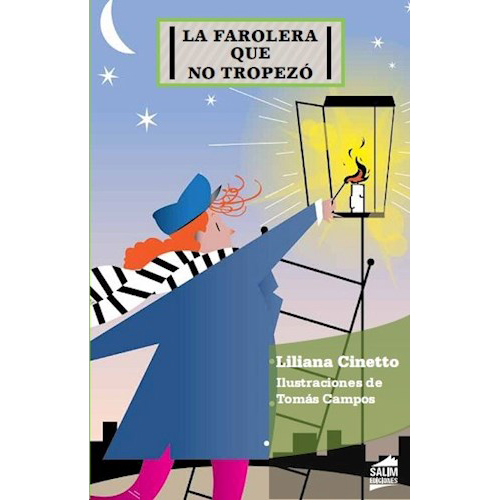 LA FAROLERA
QUE
NO TROPEZÓ
Liliana Cinetto
Ilustraciones de
Tomás Campos
SALIM
EDICIONES